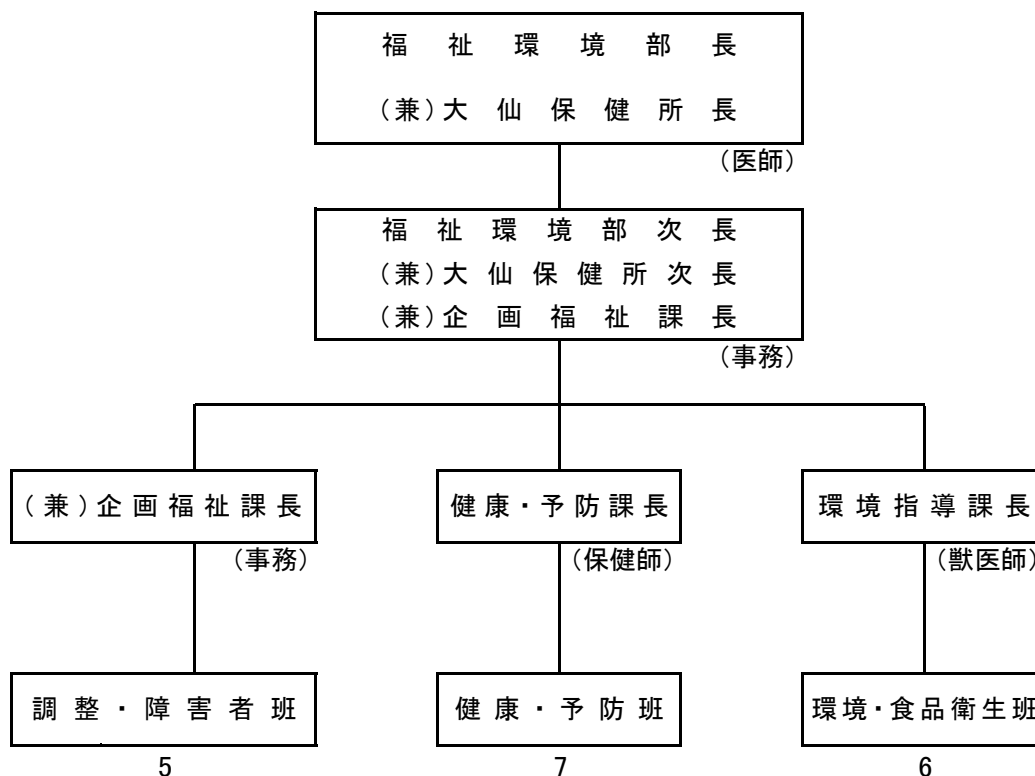 福祉環境部長
（兼）大仙保健所長
（医師）
福祉環境部次長
（兼）大仙保健所次長
（兼）企画福祉課長
（事務）
（兼）企画福祉課長
健康・予防課長
環境指導課長
（事務）
（保健師）
（獣医師）
調整・障害者班
健康・予防班
環境・食品衛生班
5
7
6